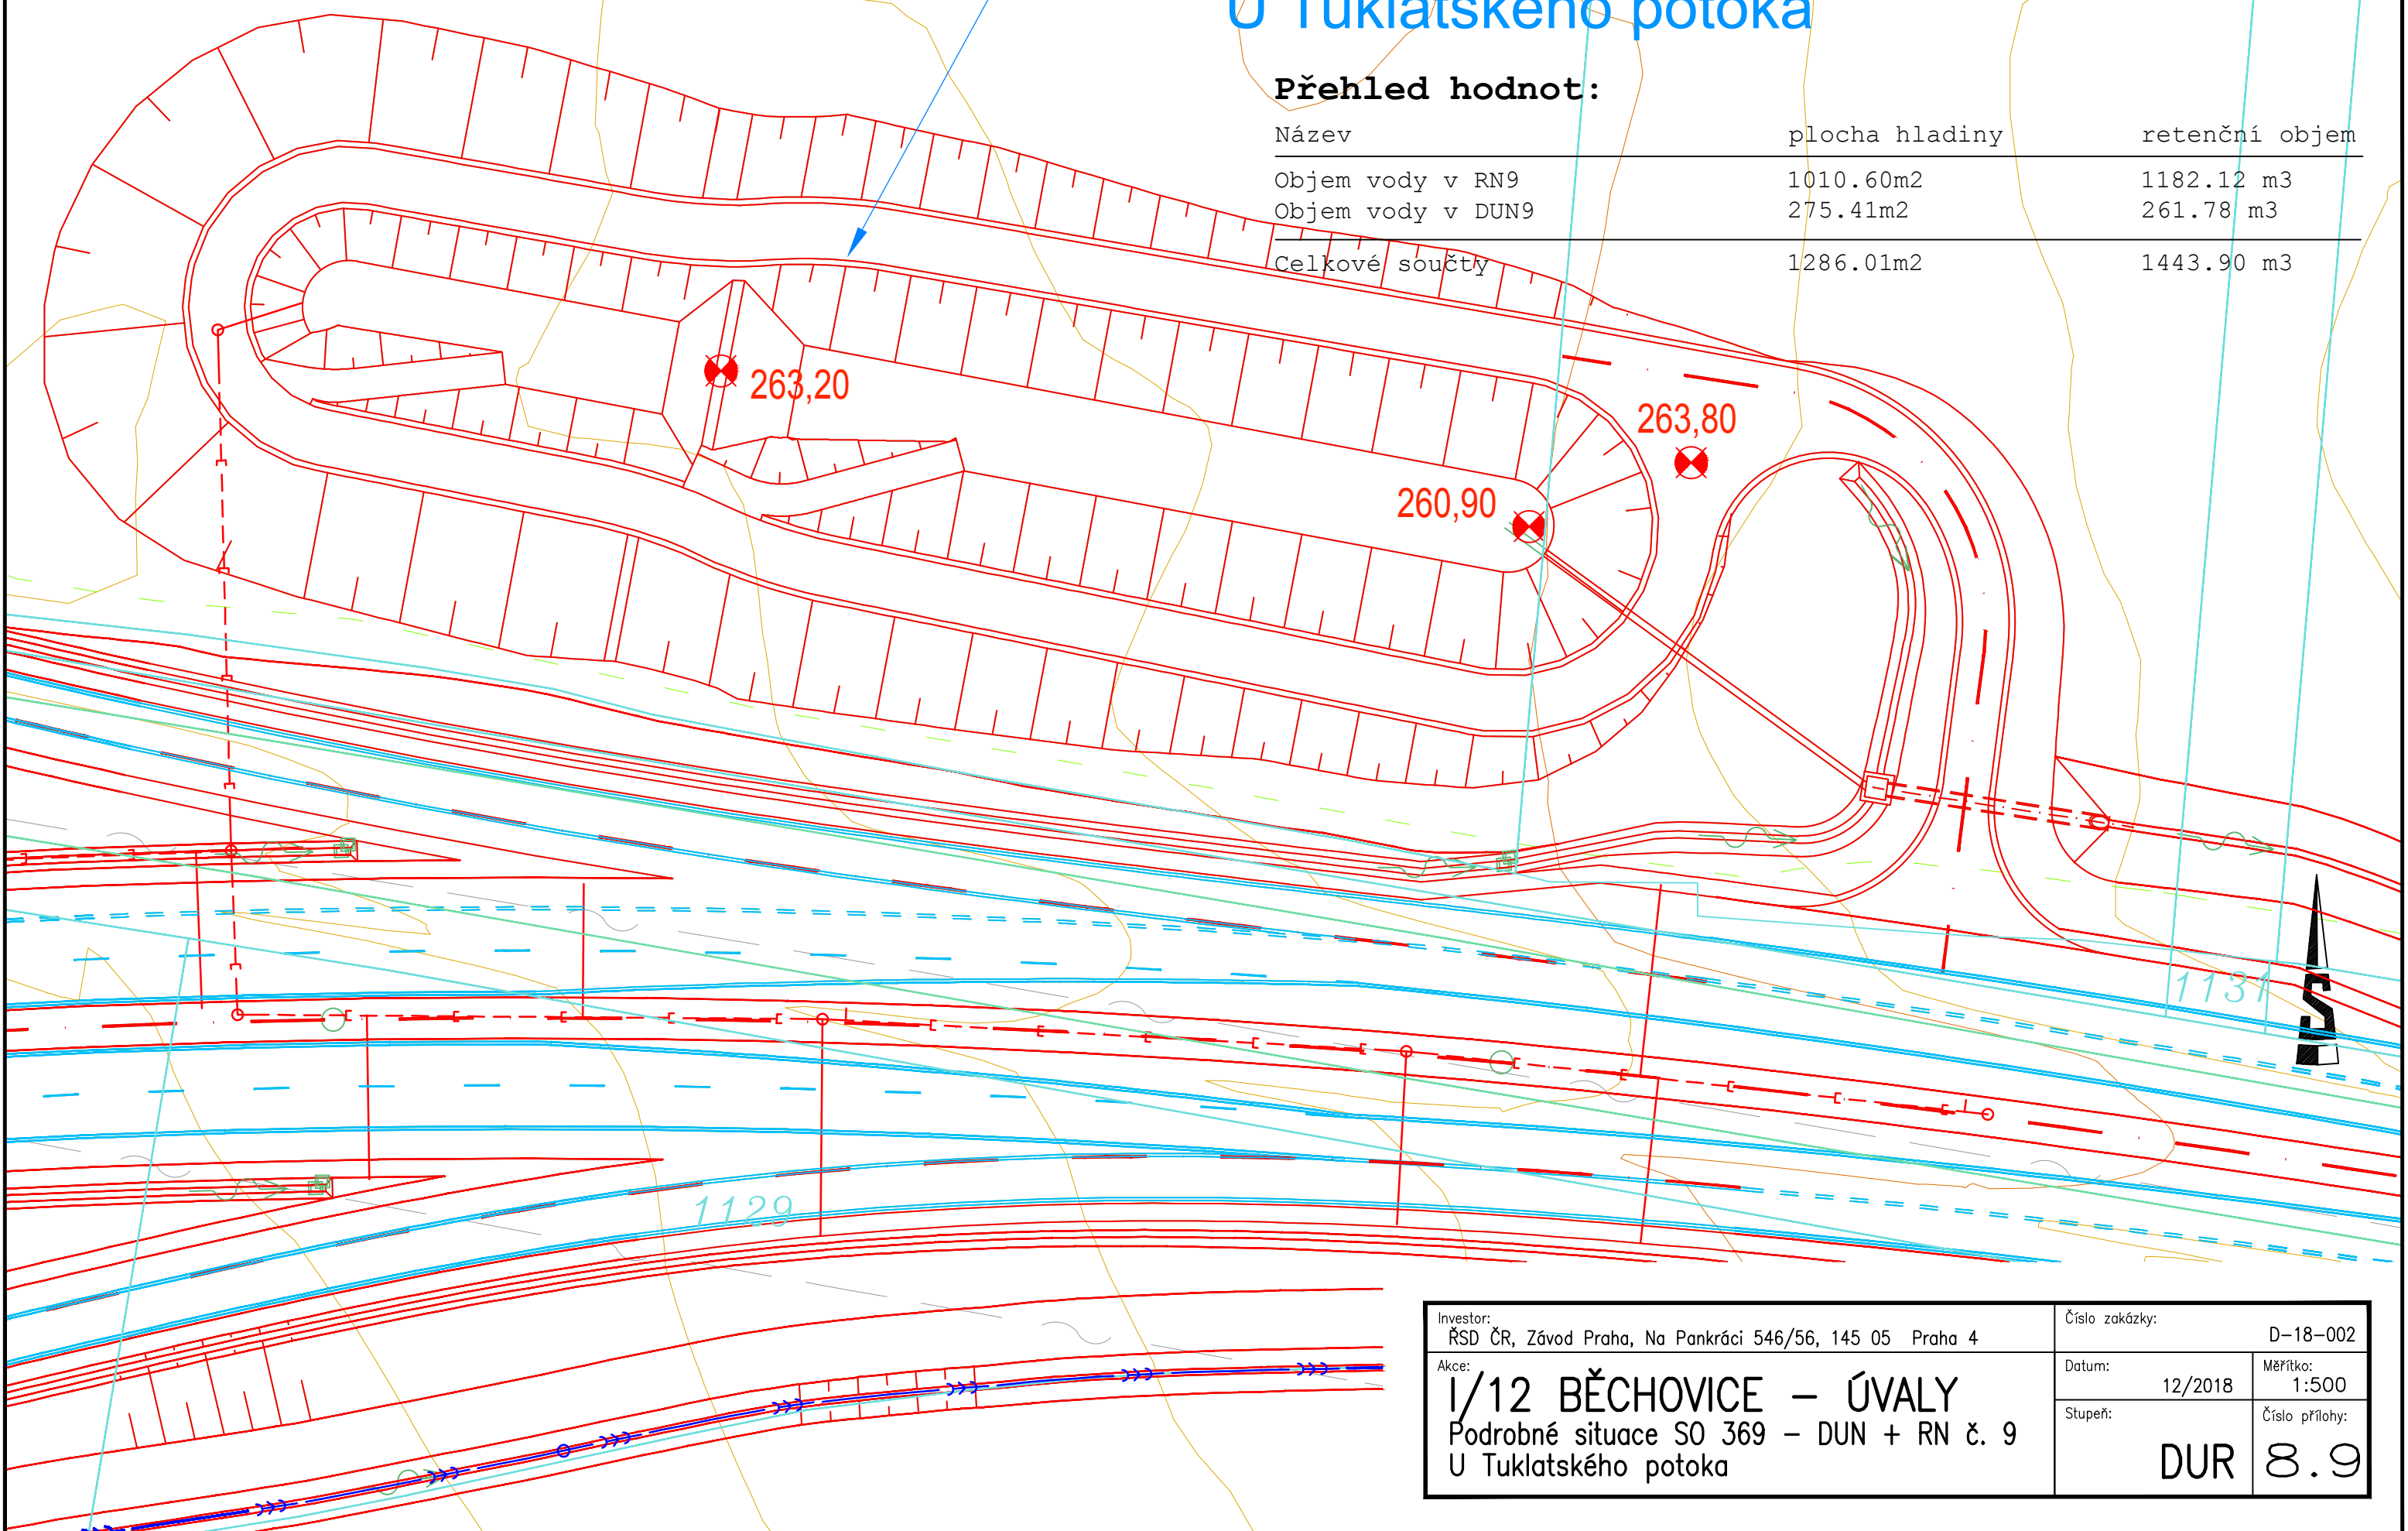 U Tuklatského potoka
Přehled hodnot:
Název plocha hladiny retenční objem
Objem vody v RN9 1010.60m2 1182.12 m3
Objem vody v DUN9 275.41m2 261.78 m3
Celkové součty 1286.01m2 1443.90 m3
263,20
263,80
260,90
1131
1129
Investor:
ŘSD ČR, Závod Praha, Na Pankráci 546/56, 145 05 Praha 4
Číslo zakázky:
D-18-002
Akce:
I/12 BĚCHOVICE – ÚVALY
Podrobné situace SO 369 – DUN + RN č. 9
U Tuklatského potoka
Datum:
12/2018
Měřítko:
1:500
Stupeň:
DUR
Číslo přílohy:
8.9